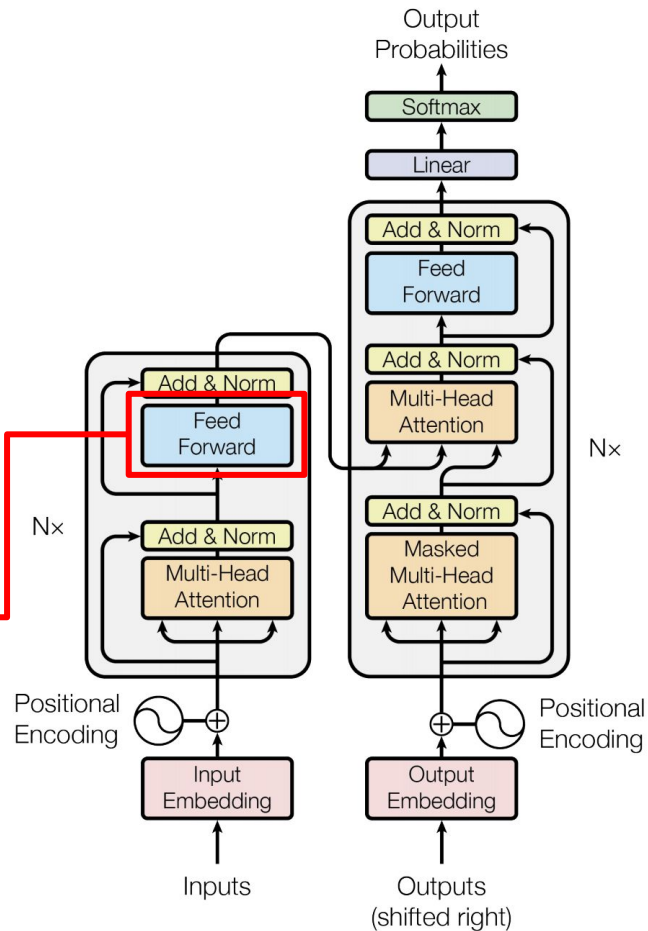 Output
Probabilities
Softmax
Linear
Add & Norm
Feed
Forward
Add & Norm
Multi-Head
Attention
Add & Norm
Masked
Multi-Head
Attention
Nx
Add & Norm
Feed
Forward
Add & Norm
Multi-Head
Attention
Nx
Positional
Encoding
Positional
Encoding
Input
Embedding
Output
Embedding
Inputs
Outputs
(shifted right)